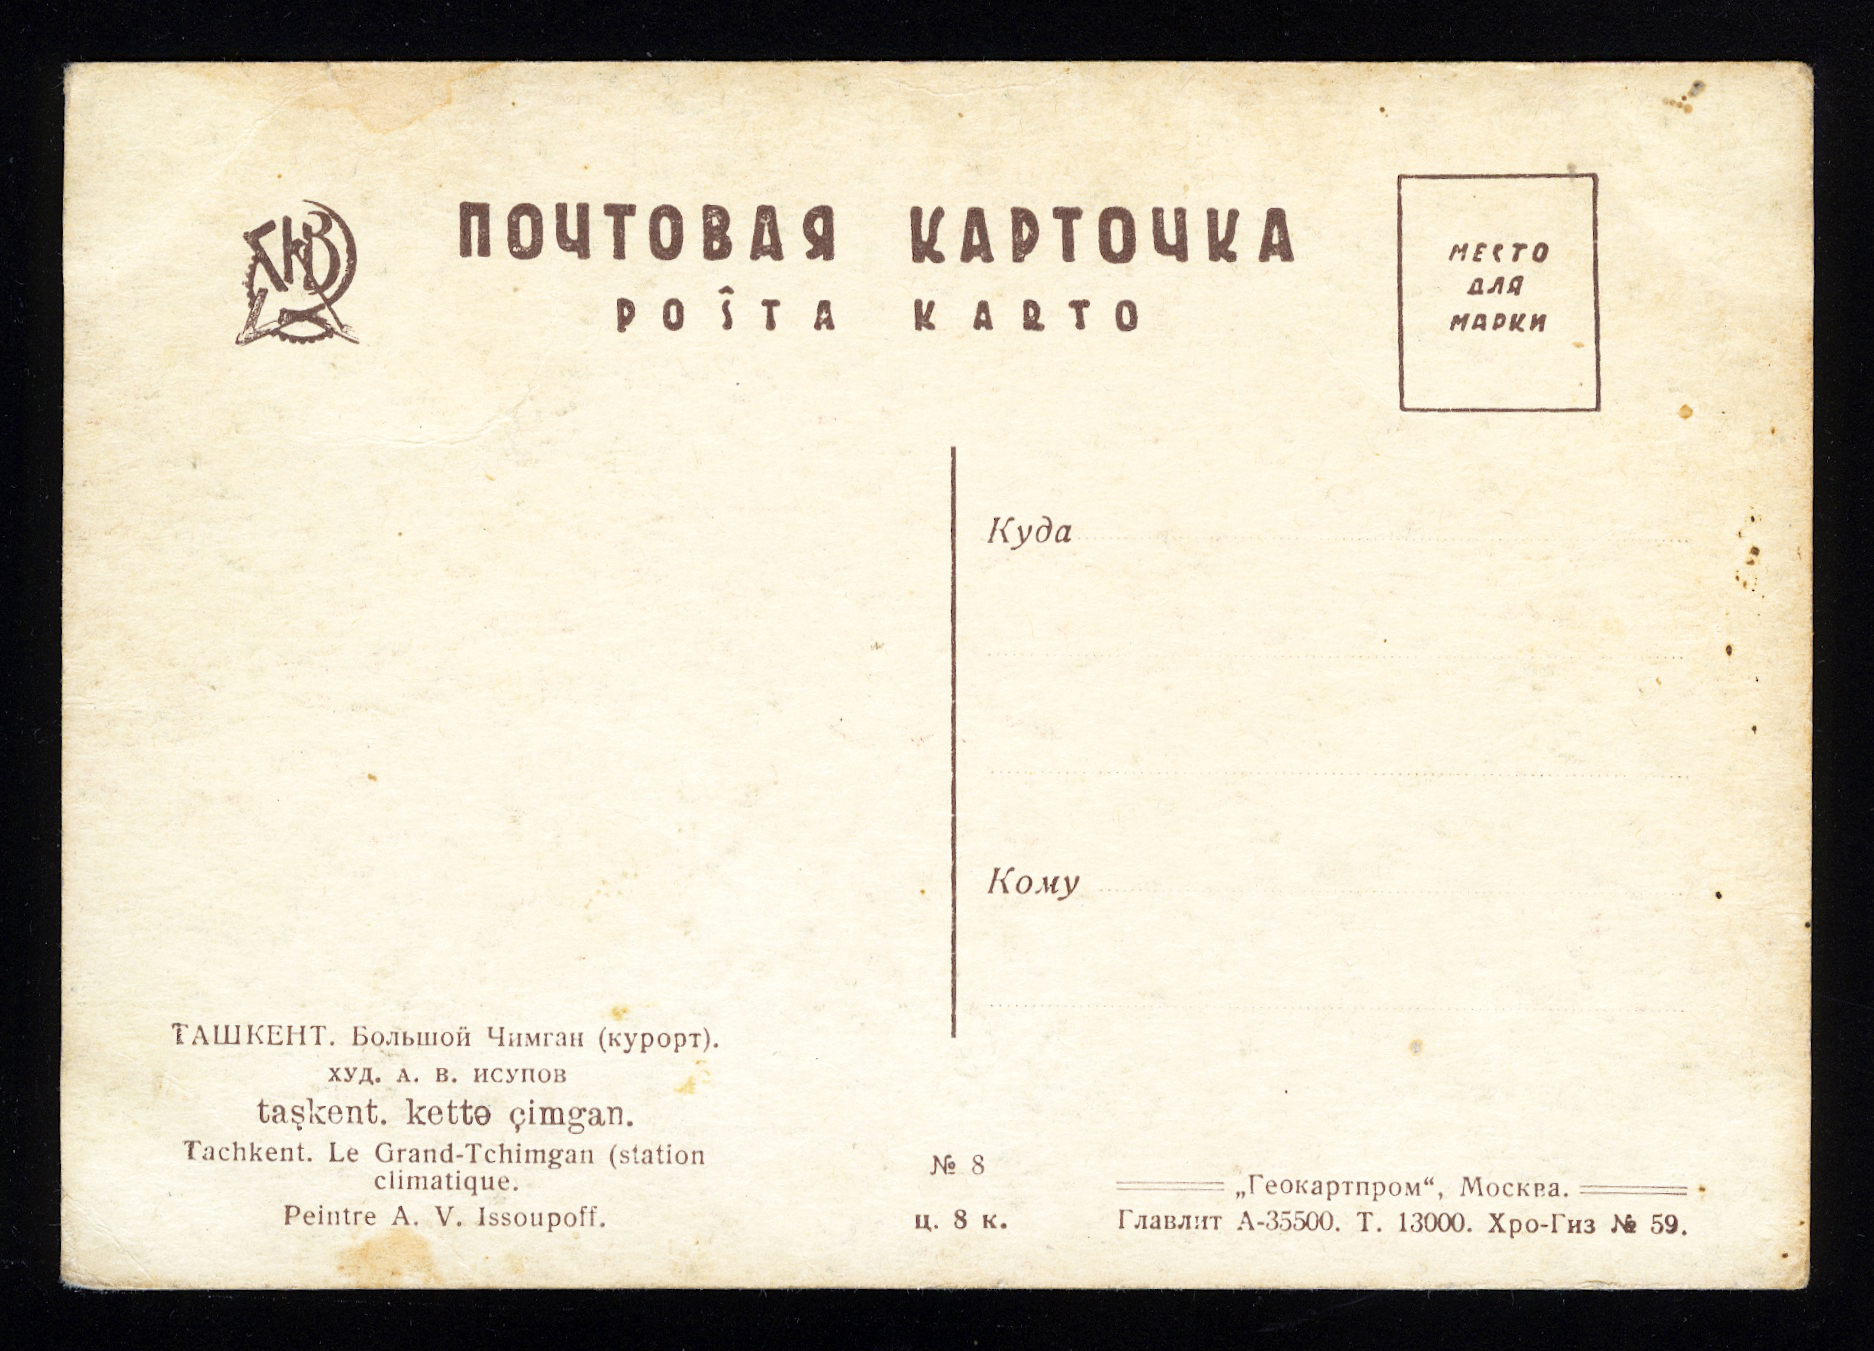 ГКВ
ПОЧТОВАЯ КАРТОЧКА
POŜTA KARTO
МЕСТО
ДЛЯ
МАРКИ
Куда
Кому
ТАШКЕНТ. Большой Чимган (курорт).
ХУД. А. В. ИСУПОВ
taşkent. kettə çimgan.
Tachkent. Le Grand-Tchimgan (station
climatique.
Peintre A. V. Issoupoff.
№ 8
ц. 8 к.
„Геокартпром“, Москва.
Главлит А-35500. Т. 13000. Хро-Гиз № 59.